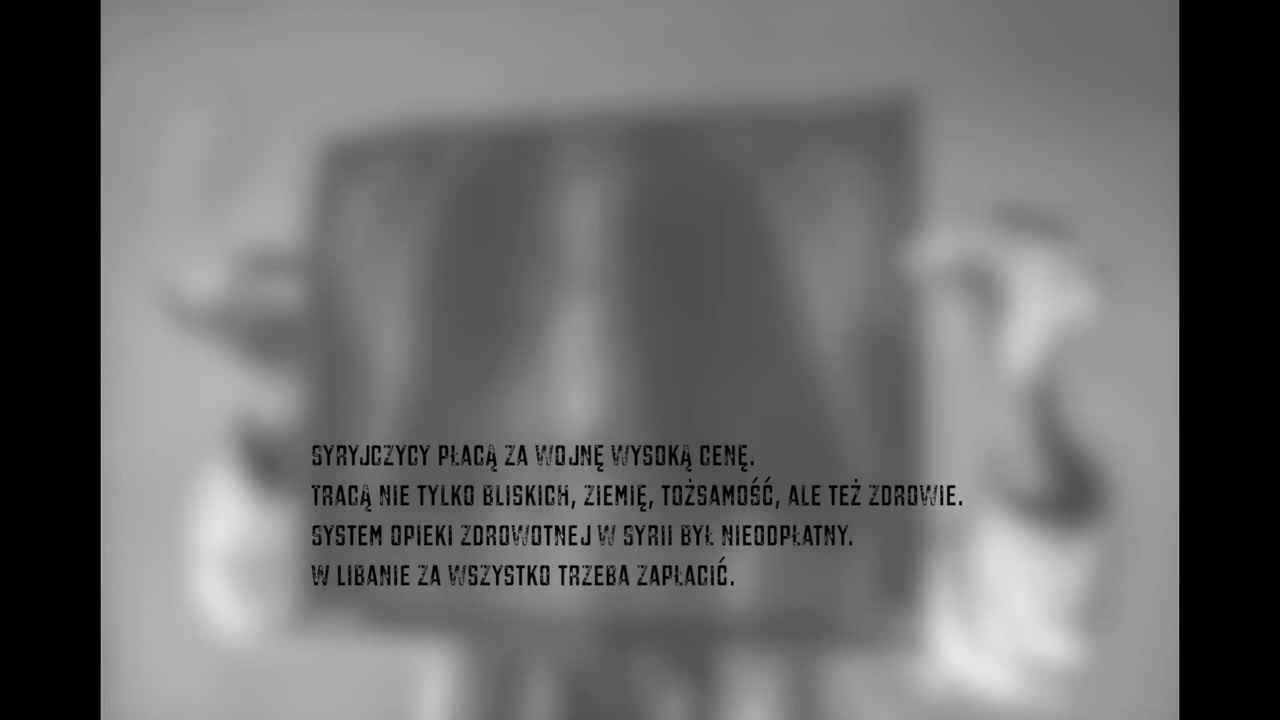 SYRYJCZYCY PŁACĄ ZA WOJNĘ WYSOKĄ CENĘ.
TRACĄ NIE TYLKO BLISKICH, ZIEMIĘ, TOŻSAMOŚĆ, ALE TEŻ ZDROWIE.
SYSTEM OPIEKI ZDROWOTNEJ W SYRII BYŁ NIEODPŁATNY.
W LIBANIE ZA WSZYSTKO TRZEBA ZAPŁACIĆ.